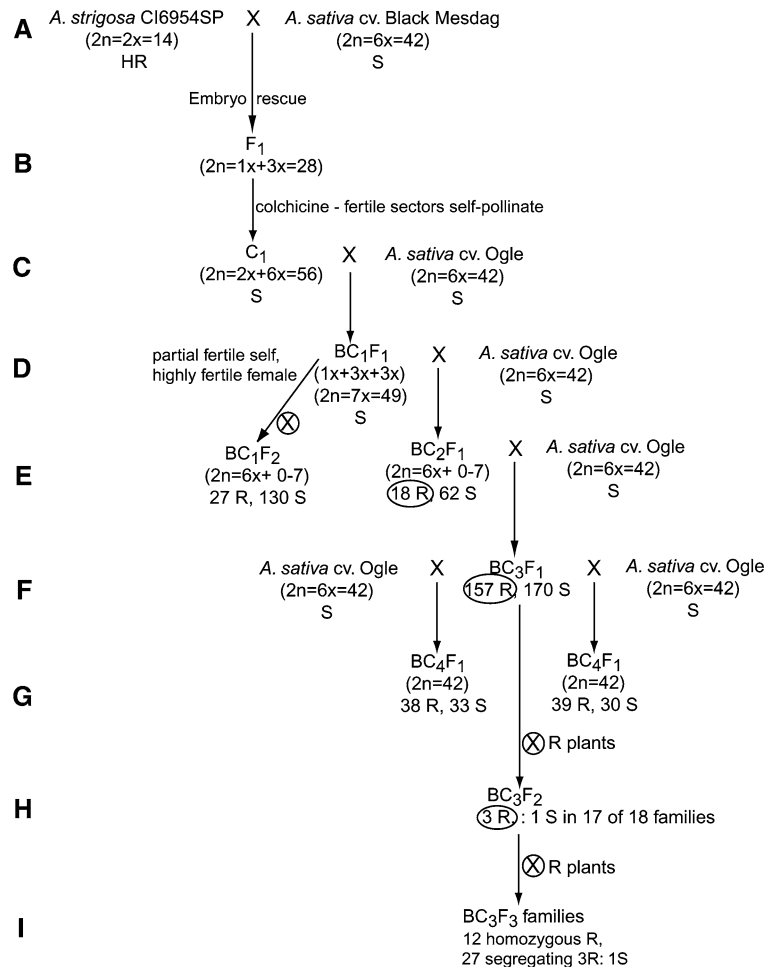 A
A. strigosa CI6954SP X A. sativa cv. Black Mesdag
(2n=2x=14) (2n=6x=42)
HR S
Embryo rescue
B
F1
(2n=1x+3x=28)
colchicine - fertile sectors self-pollinate
C
C1 X A. sativa cv. Ogle
(2n=2x+6x=56) (2n=6x=42)
S S
D
partial fertile self, BC1F1 X A. sativa cv. Ogle
highly fertile female (1x+3x+3x) (2n=6x=42)
(2n=7x=49) S
S
X
E
BC1F2 BC2F1 X A. sativa cv. Ogle
(2n=6x+ 0-7) (2n=6x+ 0-7) (2n=6x=42)
27 R, 130 S 18 R, 62 S S
F
A. sativa cv. Ogle X BC3F1 X A. sativa cv. Ogle
(2n=6x=42) 157 R, 170 S (2n=6x=42)
S S
G
BC4F1 BC4F1
(2n=42) (2n=42)
38 R, 33 S 39 R, 30 S
X R plants
H
BC3F2
3 R, : 1 S in 17 of 18 families
X R plants
I
BC3F3 families
12 homozygous R,
27 segregating 3R: 1S